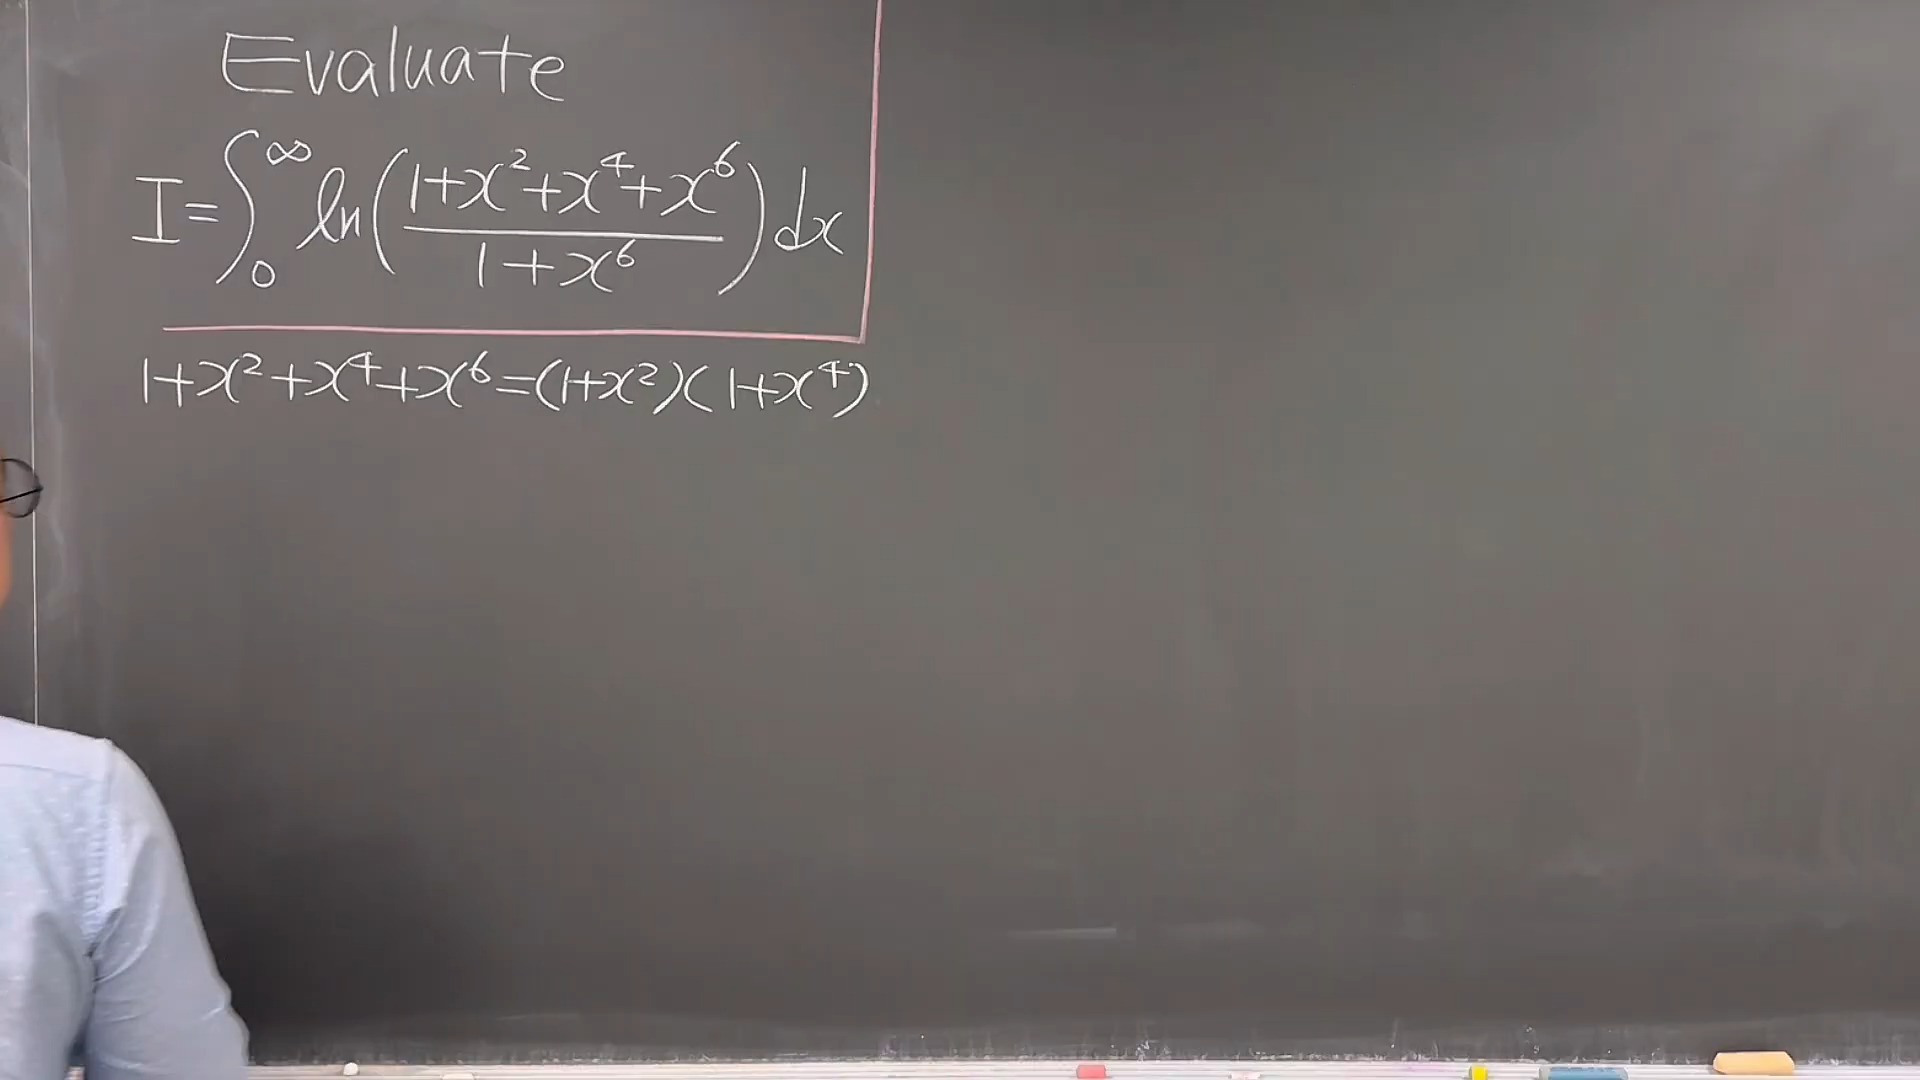 Evaluate
I=∫₀^∞ ln((1+x²+x⁴+x⁶)/(1+x⁶))dx
1+x²+x⁴+x⁶=(1+x²)(1+x⁴)